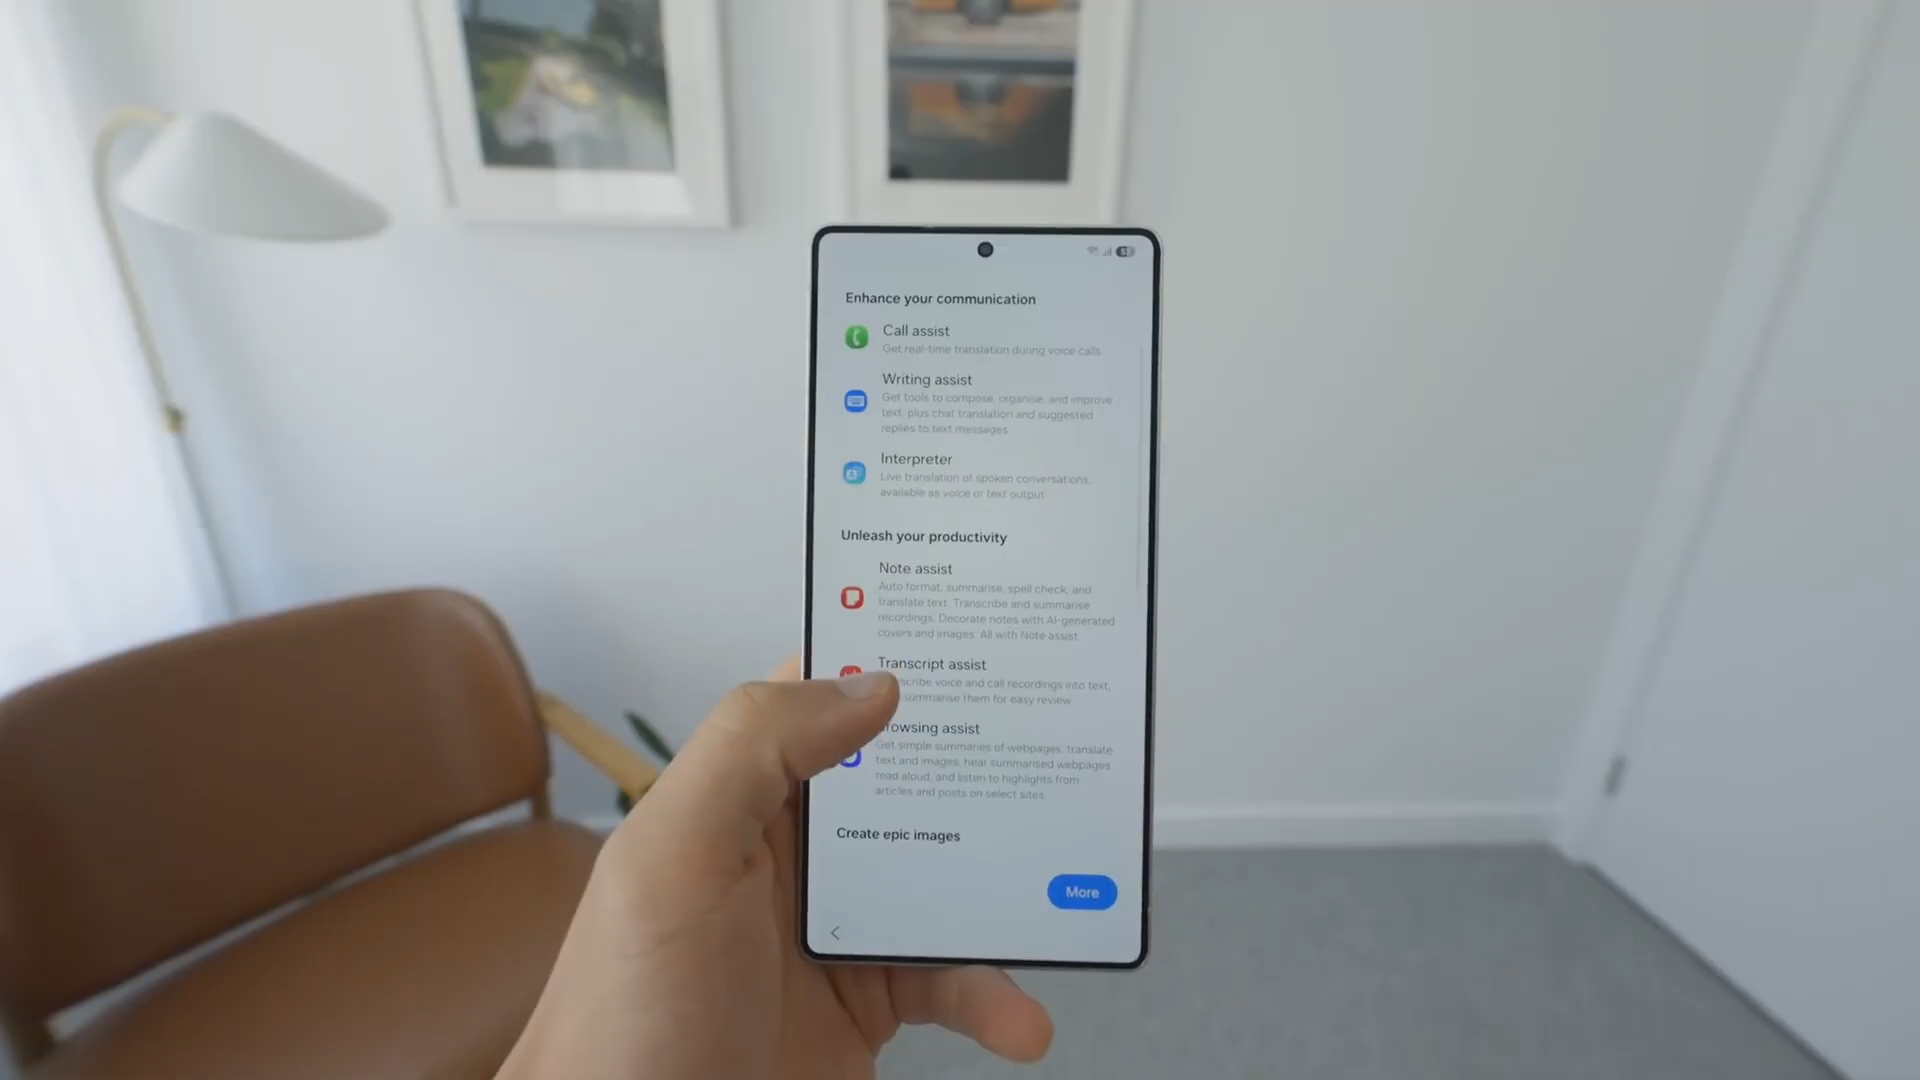 Enhance your communication
Call assist
Get real-time translation during voice calls
Writing assist
Get tools to compose, organise, and improve
text, plus chat translation and suggested
replies to text messages
Interpreter
Live translation of spoken conversations,
available as voice or text output
Unleash your productivity
Note assist
Auto format, summarise, spell check, and
translate text. Transcribe and summarise
recordings. Decorate notes with AI-generated
covers and images. All with Note assist
Transcript assist
scribe voice and call recordings into text,
summarise them for easy review
rowsing assist
Get simple summaries of webpages, translate
text and images, hear summarised webpages
read aloud, and listen to highlights from
articles and posts on select sites
Create epic images
More